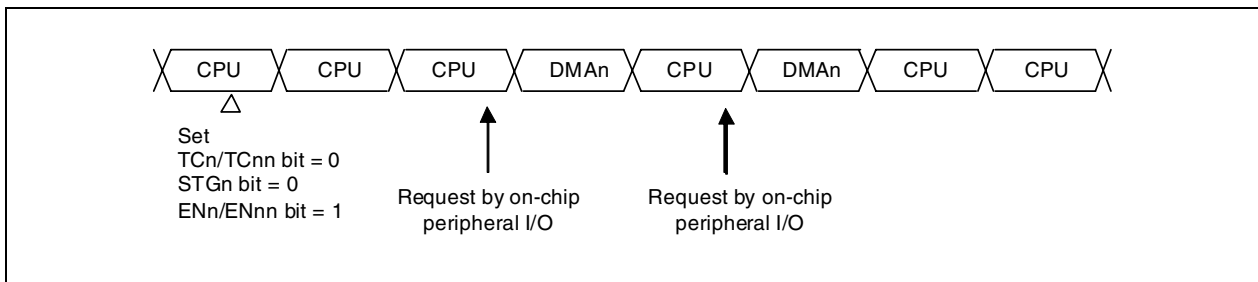 CPU CPU CPU DMAn CPU DMAn CPU CPU
Set
TCn/TCnn bit = 0
STGn bit = 0
ENn/ENnn bit = 1
Request by on-chip
peripheral I/O
Request by on-chip
peripheral I/O